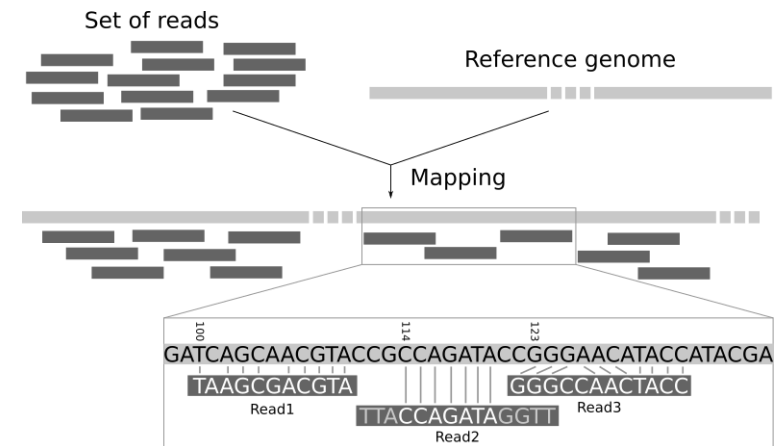 Set of reads
Reference genome
Mapping
100
114
123
GATCAGCAACGTACCGCCAGATACCGGGAACATACCATACGA
TAAGCGACGTA
GGGCCAACTACC
Read1
TTACCAGATAGGTT
Read3
Read2